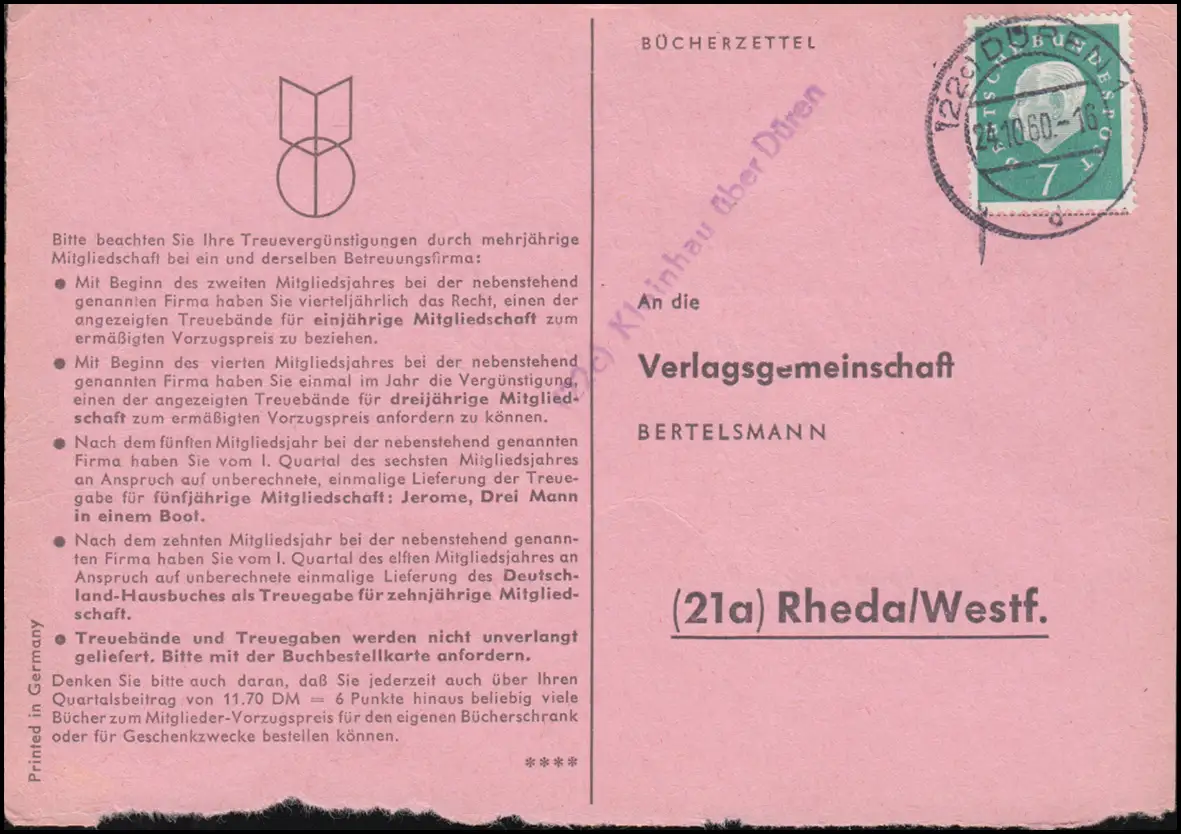 Bitte beachten Sie Ihre Treuevergünstigungen durch mehrjährige
Mitgliedschaft bei ein und derselben Betreuungsfirma:
● Mit Beginn des zweiten Mitgliedsjahres bei der nebenstehend
genannten Firma haben Sie vierteljährlich das Recht, einen der
angezeigten Treuebände für einjährige Mitgliedschaft zum
ermäßigten Vorzugspreis zu beziehen.
● Mit Beginn des vierten Mitgliedsjahres bei der nebenstehend
genannten Firma haben Sie einmal im Jahr die Vergünstigung,
einen der angezeigten Treuebände für dreijährige Mitglied-
schaft zum ermäßigten Vorzugspreis anfordern zu können.
● Nach dem fünften Mitgliedsjahr bei der nebenstehend genannten
Firma haben Sie vom I. Quartal des sechsten Mitgliedsjahres
an Anspruch auf unberechnete, einmalige Lieferung der Treue-
gabe für fünfjährige Mitgliedschaft: Jerome, Drei Mann
in einem Boot.
● Nach dem zehnten Mitgliedsjahr bei der nebenstehend genann-
ten Firma haben Sie vom I. Quartal des elften Mitgliedsjahres an
Anspruch auf unberechnete einmalige Lieferung des Deutsch-
land-Hausbuches als Treuegabe für zehnjährige Mitglied-
schaft.
● Treuebände und Treuegaben werden nicht unverlangt
geliefert. Bitte mit der Buchbestellkarte anfordern.
Denken Sie bitte auch daran, daß Sie jederzeit auch über Ihren
Quartalsbeitrag von 11.70 DM = 6 Punkte hinaus beliebig viele
Bücher zum Mitglieder-Vorzugspreis für den eigenen Bücherschrank
oder für Geschenkzwecke bestellen können.
****
Printed in Germany
BÜCHERZETTEL
(22c) Kleinhau über Düren
An die
Verlagsgemeinschaft
BERTELSMANN
(21a) Rheda/Westf.
DEUTSCHE BUNDESPOST
7
(22c) DÜREN 1
24.10.60.-16
d